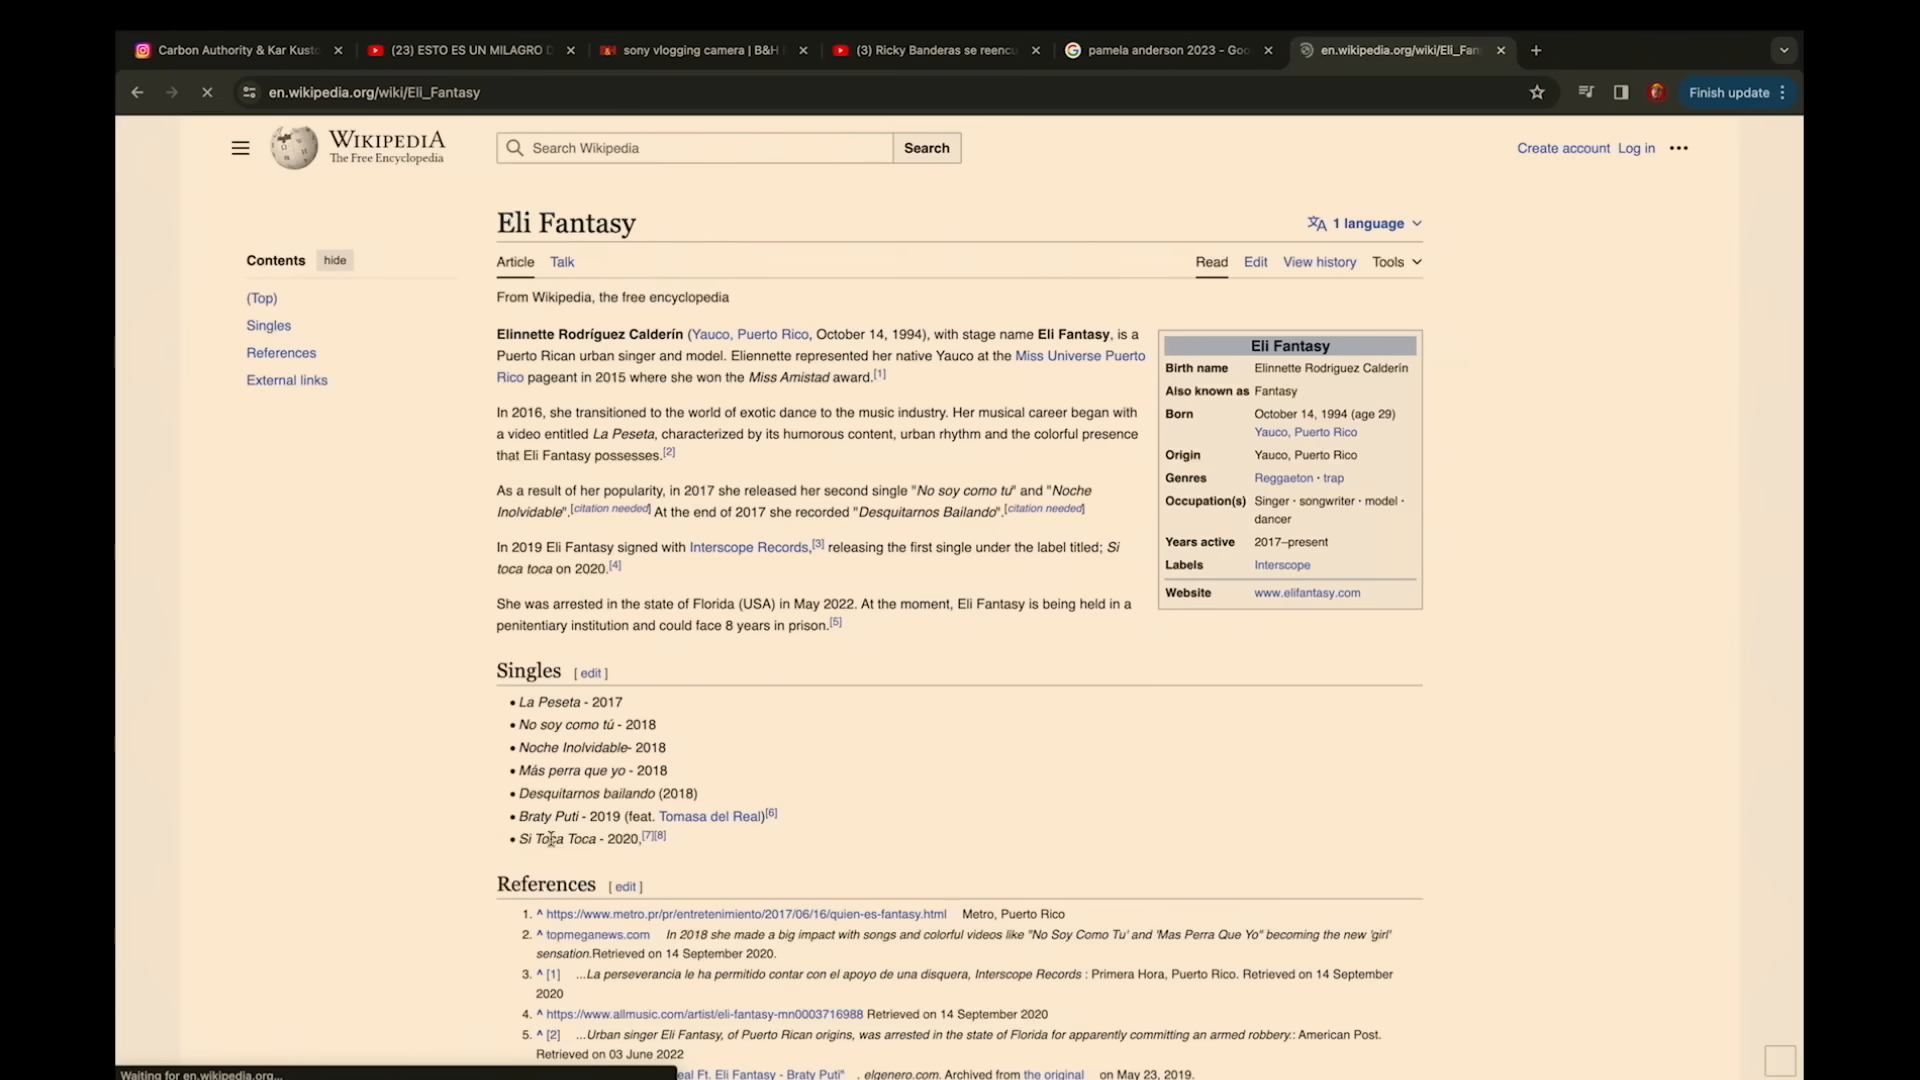 Carbon Authority & Kar Kusto
(23) ESTO ES UN MILAGRO D
sony vlogging camera | B&H
(3) Ricky Banderas se reencu
pamela anderson 2023 - Goo
en.wikipedia.org/wiki/Eli_Fan
en.wikipedia.org/wiki/Eli_Fantasy
Finish update
WIKIPEDIA
The Free Encyclopedia
Search Wikipedia
Search
Create account Log in
Eli Fantasy
1 language
Contents hide
Article Talk
Read Edit View history Tools
(Top)
Singles
References
External links
From Wikipedia, the free encyclopedia
Elinnette Rodríguez Calderín (Yauco, Puerto Rico, October 14, 1994), with stage name Eli Fantasy, is a
Puerto Rican urban singer and model. Eliennette represented her native Yauco at the Miss Universe Puerto
Rico pageant in 2015 where she won the Miss Amistad award.[1]
In 2016, she transitioned to the world of exotic dance to the music industry. Her musical career began with
a video entitled La Peseta, characterized by its humorous content, urban rhythm and the colorful presence
that Eli Fantasy possesses.[2]
As a result of her popularity, in 2017 she released her second single "No soy como tu" and "Noche
Inolvidable".[citation needed] At the end of 2017 she recorded "Desquitarnos Bailando".[citation needed]
In 2019 Eli Fantasy signed with Interscope Records,[3] releasing the first single under the label titled; Si
toca toca on 2020.[4]
She was arrested in the state of Florida (USA) in May 2022. At the moment, Eli Fantasy is being held in a
penitentiary institution and could face 8 years in prison.[5]
Eli Fantasy
Birth name Elinnette Rodriguez Calderín
Also known as Fantasy
Born October 14, 1994 (age 29)
Yauco, Puerto Rico
Origin Yauco, Puerto Rico
Genres Reggaeton · trap
Occupation(s) Singer · songwriter · model ·
dancer
Years active 2017–present
Labels Interscope
Website www.elifantasy.com
Singles [ edit ]
• La Peseta - 2017
• No soy como tú - 2018
• Noche Inolvidable- 2018
• Más perra que yo - 2018
• Desquitarnos bailando (2018)
• Braty Puti - 2019 (feat. Tomasa del Real)[6]
• Si Toca Toca - 2020,[7][8]
References [ edit ]
1. ^ https://www.metro.pr/pr/entretenimiento/2017/06/16/quien-es-fantasy.html Metro, Puerto Rico
2. ^ topmeganews.com In 2018 she made a big impact with songs and colorful videos like "No Soy Como Tu' and 'Mas Perra Que Yo" becoming the new 'girl'
sensation.Retrieved on 14 September 2020.
3. ^ [1] ...La perseverancia le ha permitido contar con el apoyo de una disquera, Interscope Records : Primera Hora, Puerto Rico. Retrieved on 14 September
2020
4. ^ https://www.allmusic.com/artist/eli-fantasy-mn0003716988 Retrieved on 14 September 2020
5. ^ [2] ...Urban singer Eli Fantasy, of Puerto Rican origins, was arrested in the state of Florida for apparently committing an armed robbery.: American Post.
Retrieved on 03 June 2022
eal Ft. Eli Fantasy - Braty Puti" . elgenero.com. Archived from the original on May 23, 2019.
Waiting for en.wikipedia.org...